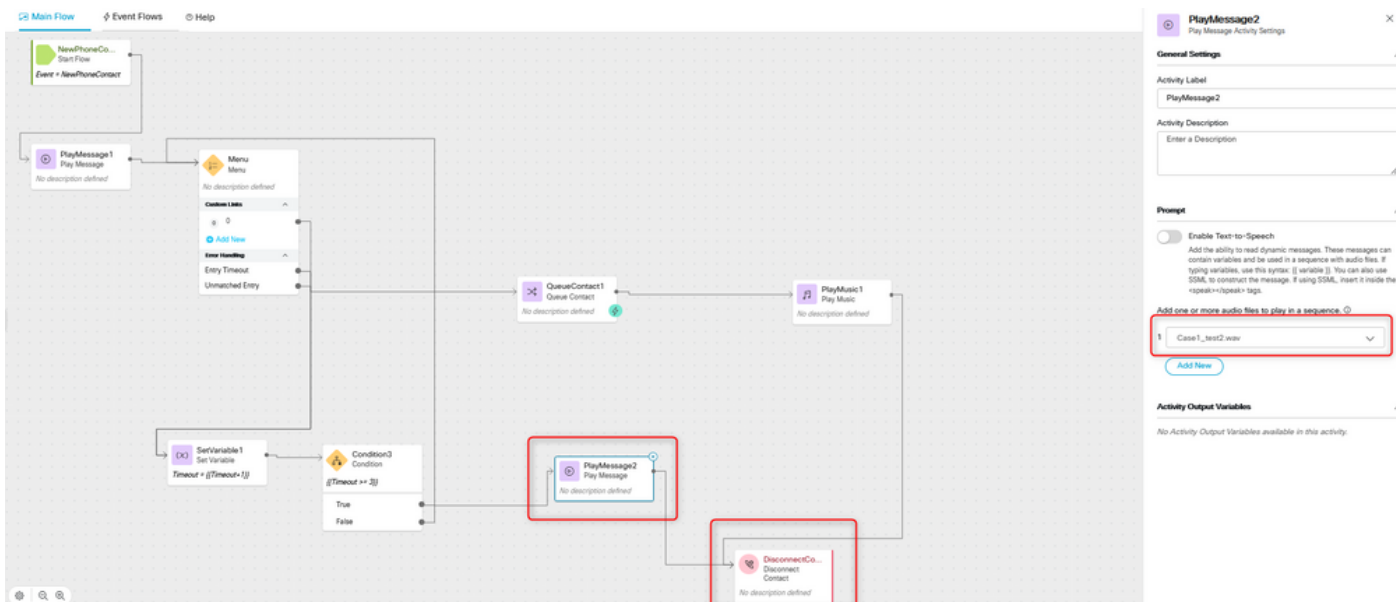 Main Flow
Event Flows
Help
NewPhoneCo...
Start Flow
Event = NewPhoneContact
PlayMessage1
Play Message
No description defined
Menu
Menu
No description defined
Custom Links
0
0
Add New
Error Handling
Entry Timeout
Unmatched Entry
QueueContact1
Queue Contact
No description defined
PlayMusic1
Play Music
No description defined
SetVariable1
Set Variable
Timeout = {{Timeout+1}}
Condition3
Condition
{{Timeout >= 3}}
True
False
PlayMessage2
Play Message
No description defined
DisconnectCo...
Disconnect
Contact
No description defined
PlayMessage2
Play Message Activity Settings
General Settings
Activity Label
PlayMessage2
Activity Description
Enter a Description
Prompt
Enable Text-to-Speech
Add the ability to read dynamic messages. These messages can
contain variables and be used in a sequence with audio files. If
typing variables, use this syntax: {{ variable }}. You can also use
SSML to construct the message. If using SSML, insert it inside the
<speak></speak> tags.
Add one or more audio files to play in a sequence.
1 Case1_test2.wav
Add New
Activity Output Variables
No Activity Output Variables available in this activity.